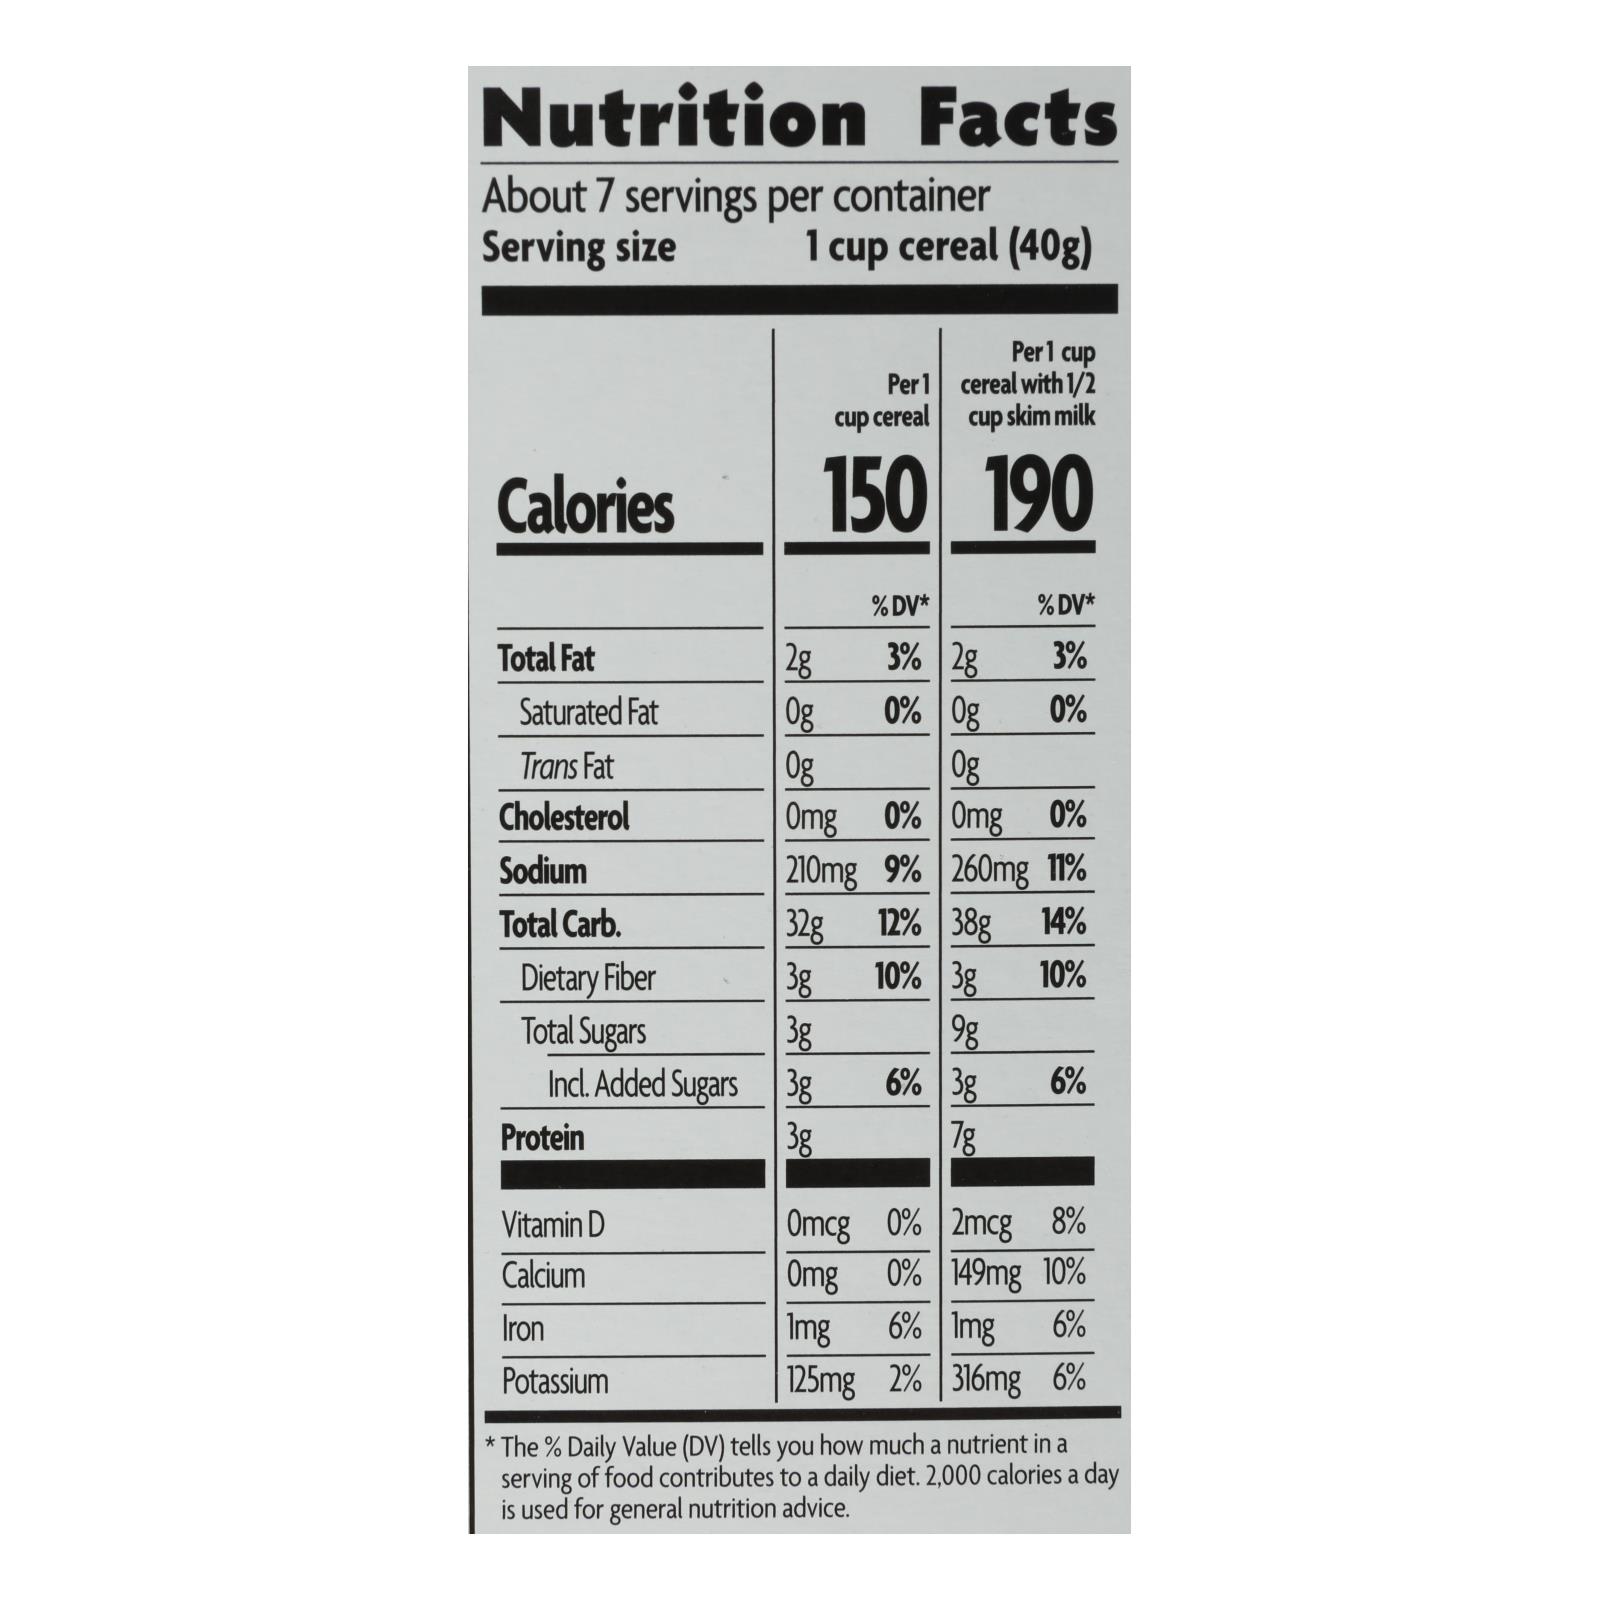 Nutrition Facts
About 7 servings per container
Serving size 1 cup cereal (40g)
Per 1 cup cereal
Per 1 cup cereal with 1/2 cup skim milk
Calories 150 190
% DV* % DV*
Total Fat 2g 3% 2g 3%
Saturated Fat 0g 0% 0g 0%
Trans Fat 0g 0g
Cholesterol 0mg 0% 0mg 0%
Sodium 210mg 9% 260mg 11%
Total Carb. 32g 12% 38g 14%
Dietary Fiber 3g 10% 3g 10%
Total Sugars 3g 9g
Incl. Added Sugars 3g 6% 3g 6%
Protein 3g 7g
Vitamin D 0mcg 0% 2mcg 8%
Calcium 0mg 0% 149mg 10%
Iron 1mg 6% 1mg 6%
Potassium 125mg 2% 316mg 6%
* The % Daily Value (DV) tells you how much a nutrient in a
serving of food contributes to a daily diet. 2,000 calories a day
is used for general nutrition advice.